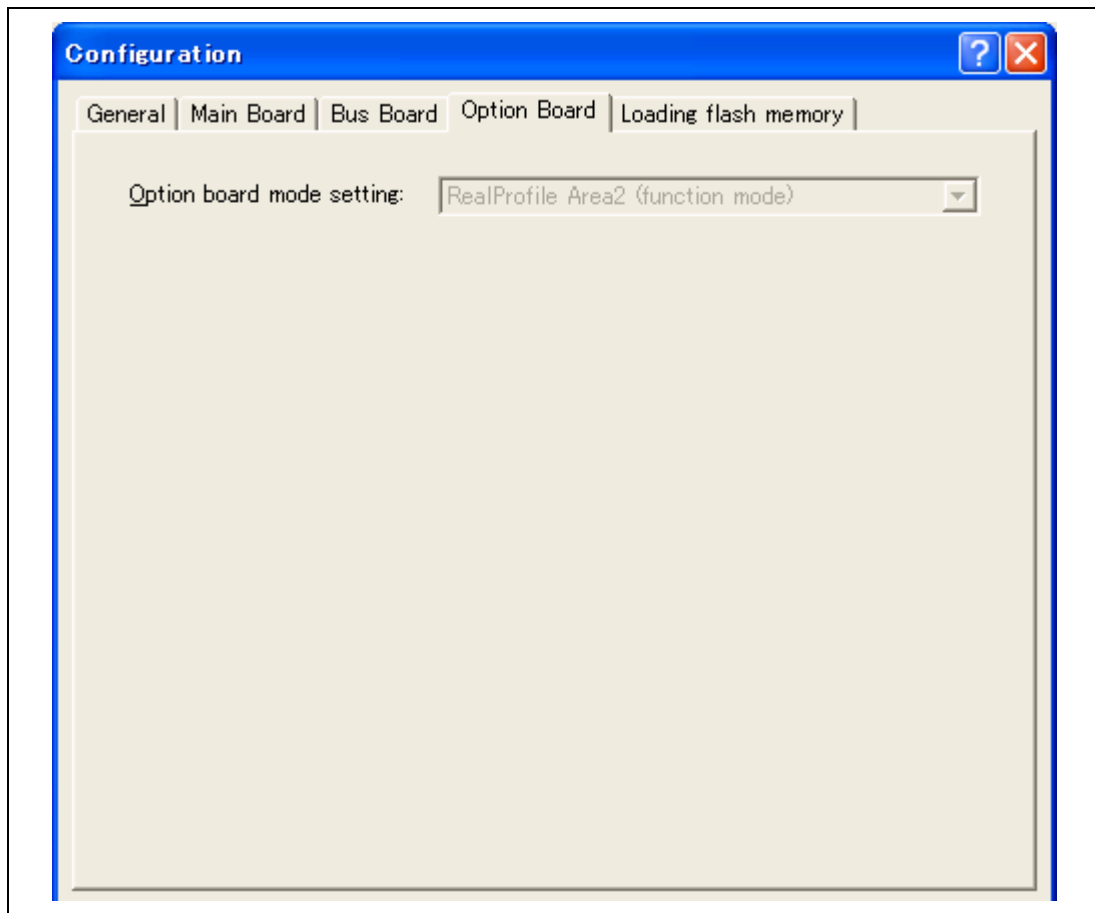 Configuration
General Main Board Bus Board Option Board Loading flash memory
Option board mode setting: RealProfile Area2 (function mode)